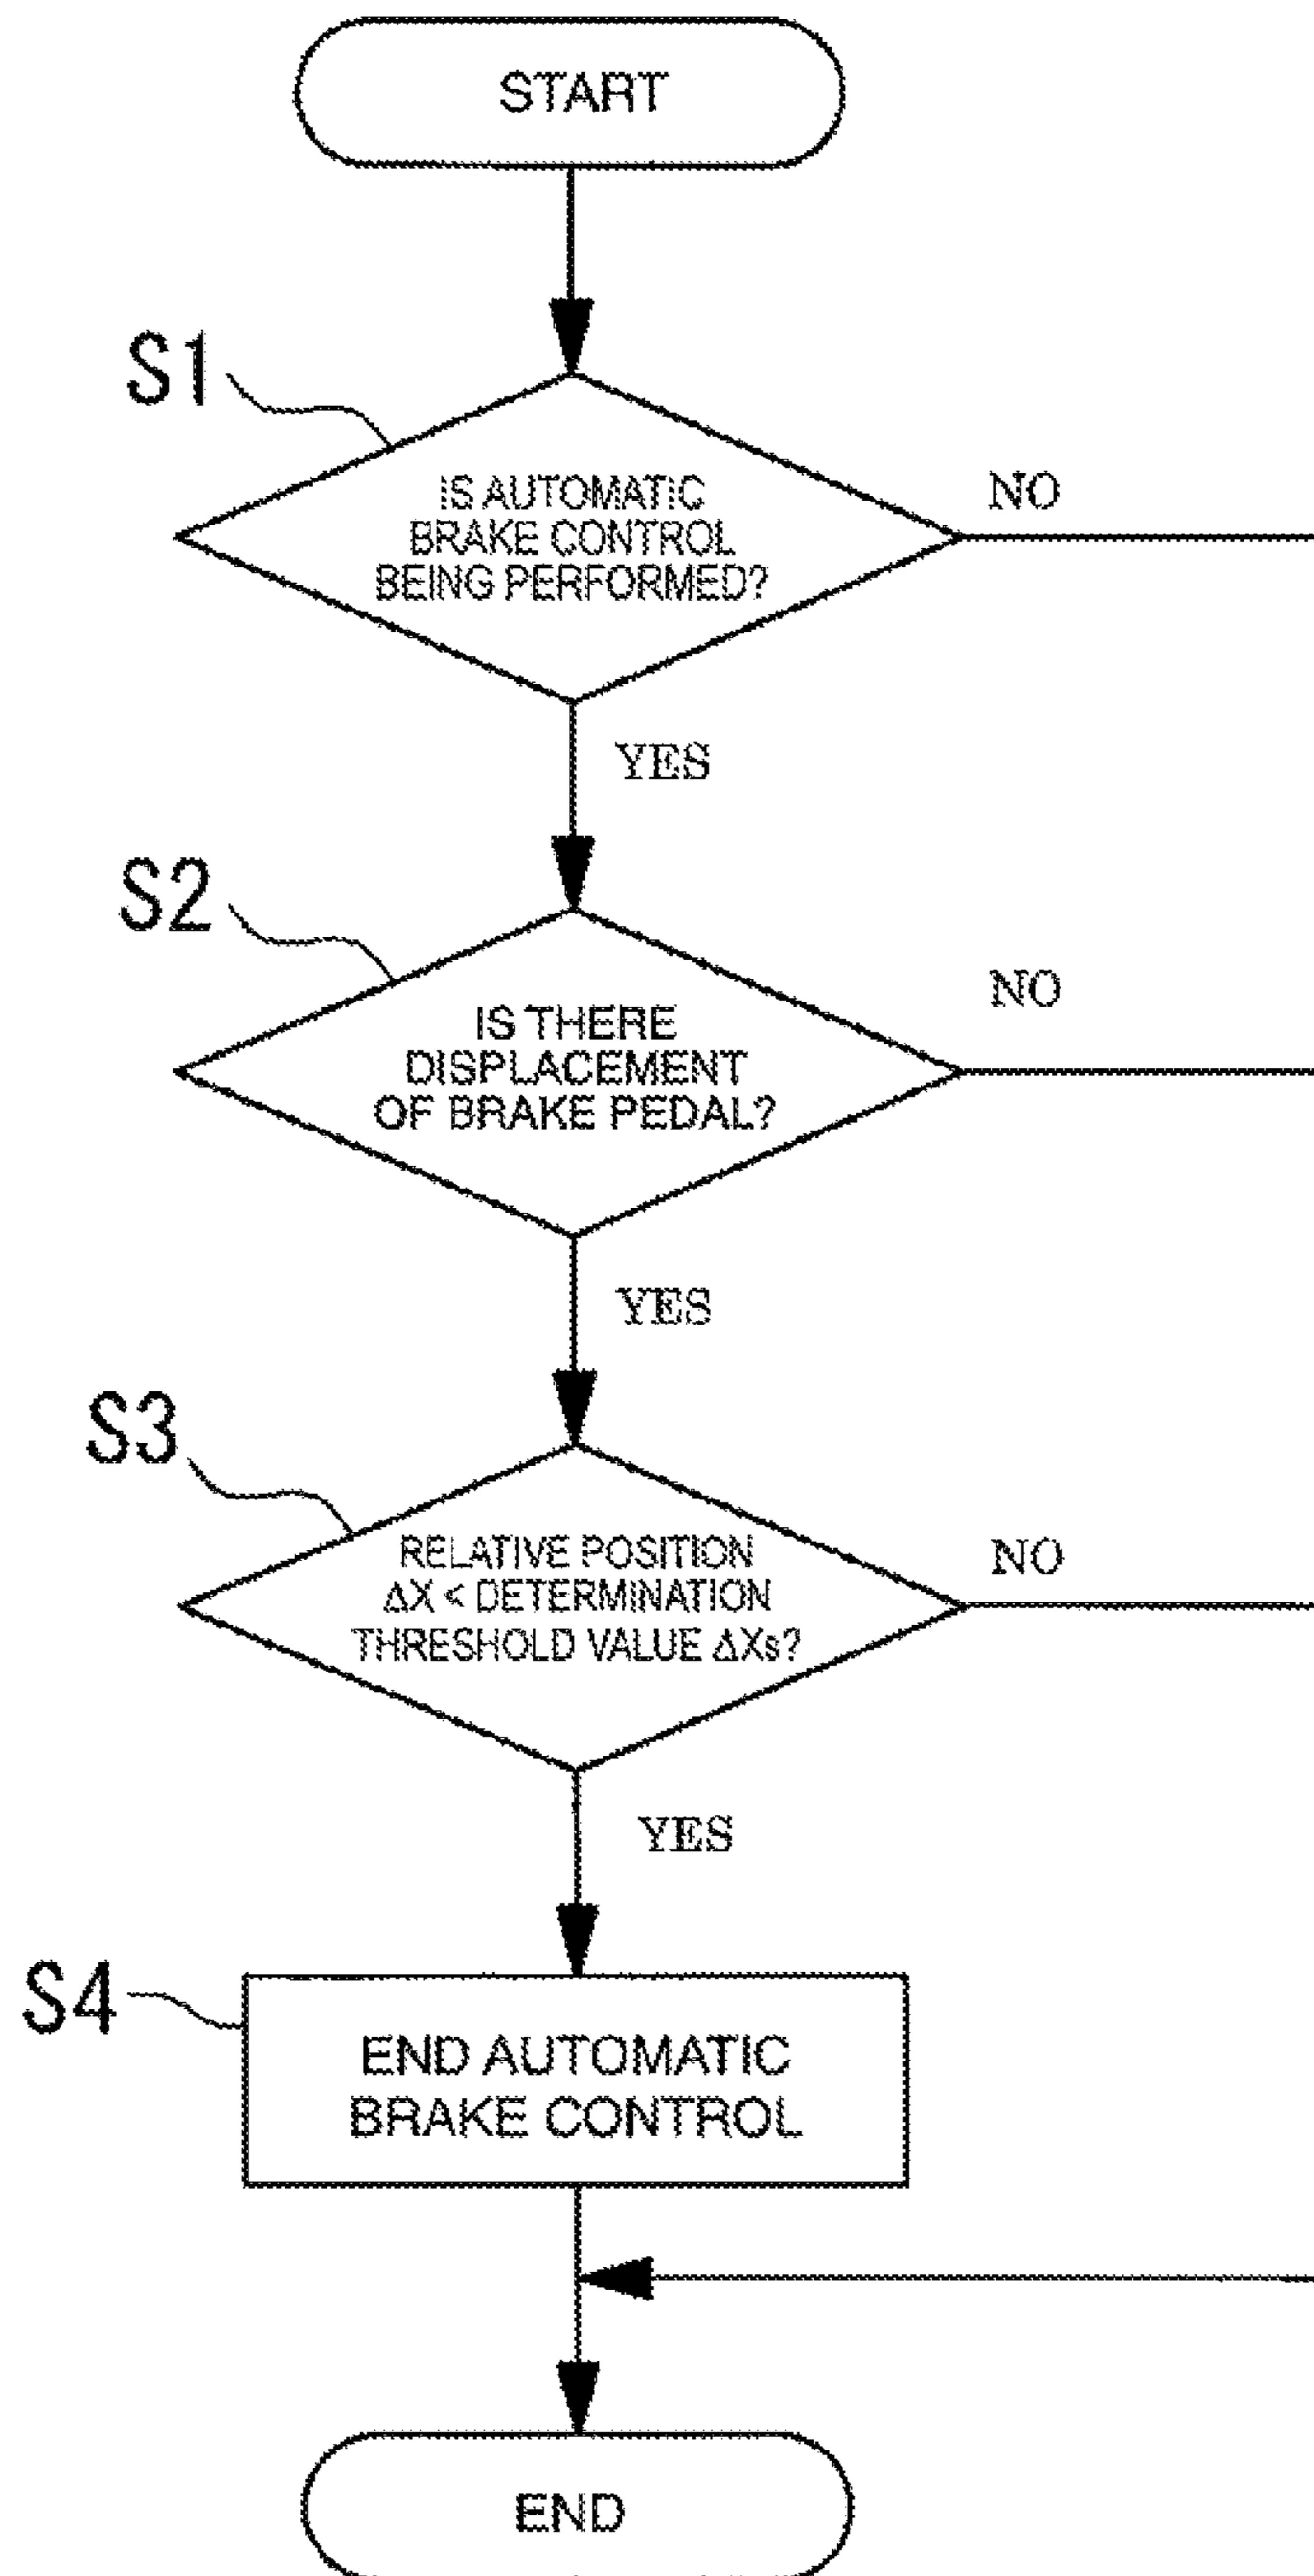 START
S1
IS AUTOMATIC
BRAKE CONTROL
BEING PERFORMED?
NO
YES
S2
IS THERE
DISPLACEMENT
OF BRAKE PEDAL?
NO
YES
S3
RELATIVE POSITION
ΔX < DETERMINATION
THRESHOLD VALUE ΔXs?
NO
YES
S4
END AUTOMATIC
BRAKE CONTROL
END